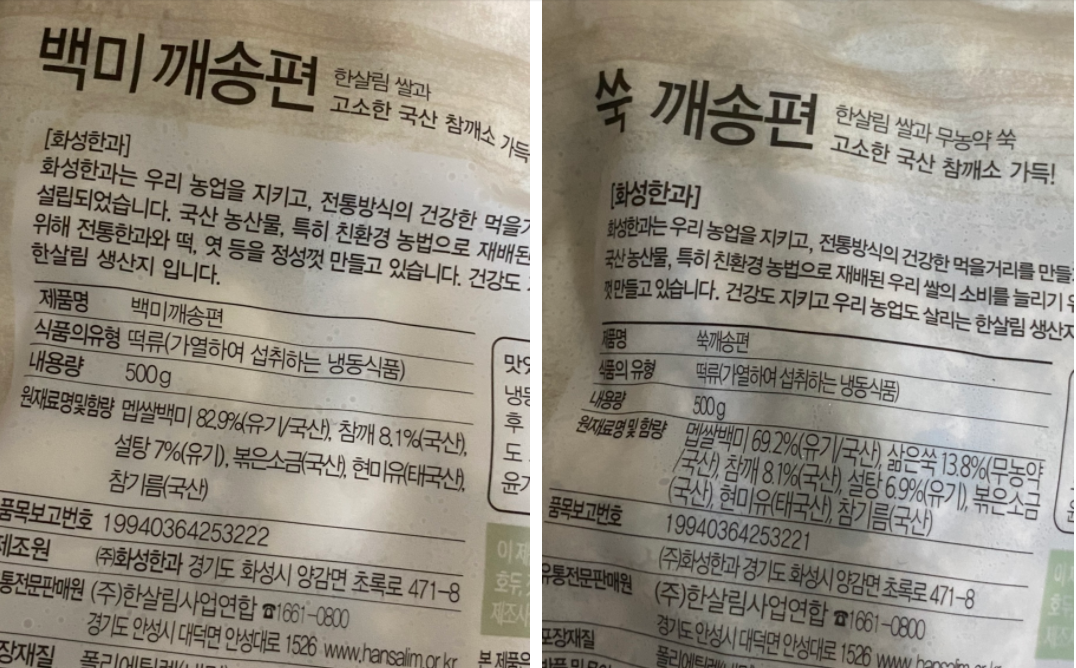 백미 깨송편
한살림 쌀과
고소한 국산 참깨소 가득
[화성한과]
화성한과는 우리 농업을 지키고, 전통방식의 건강한 먹을
설립되었습니다. 국산 농산물, 특히 친환경 농법으로 재배된
위해 전통한과와 떡, 엿 등을 정성껏 만들고 있습니다. 건강도
한살림 생산지 입니다.
제품명 백미깨송편
식품의유형 떡류(가열하여 섭취하는 냉동식품)
내용량 500g
원재료명및함량 멥쌀백미 82.9%(유기/국산), 참깨 8.1%(국산),
설탕 7%(유기), 볶은소금(국산), 현미유(태국산),
참기름(국산)
품목보고번호 19940364253222
제조원 (주)화성한과 경기도 화성시 양감면 초록로 471-8
통전문판매원 (주)한살림사업연합 ☎1661-0800
경기도 안성시 대덕면 안성대로 1526 www.hansalim.or.kr
장재질 폴리에틸렌
맛
냉동
후
도
본 제품은
이 제
호두,
제조사
쑥 깨송편
한살림 쌀과 무농약 쑥
고소한 국산 참깨소 가득!
[화성한과]
화성한과는 우리 농업을 지키고, 전통방식의 건강한 먹을거리를 만들
국산 농산물, 특히 친환경 농법으로 재배된 우리 쌀의 소비를 늘리기
껏 만들고 있습니다. 건강도 지키고 우리 농업도 살리는 한살림 생산지
제품명 쑥깨송편
식품의 유형 떡류(가열하여 섭취하는 냉동식품)
내용량 500g
원재료명 및 함량 멥쌀백미 69.2%(유기/국산), 삶은쑥 13.8%(무농약
/국산), 참깨 8.1%(국산), 설탕 6.9%(유기), 볶은소금
(국산), 현미유(태국산), 참기름(국산)
품목보고번호 19940364253221
(주)화성한과 경기도 화성시 양감면 초록로 471-8
유통전문판매원 (주)한살림사업연합 ☎1661-0800
경기도 안성시 대덕면 안성대로 1526 www.hansalim.or.kr
포장재질